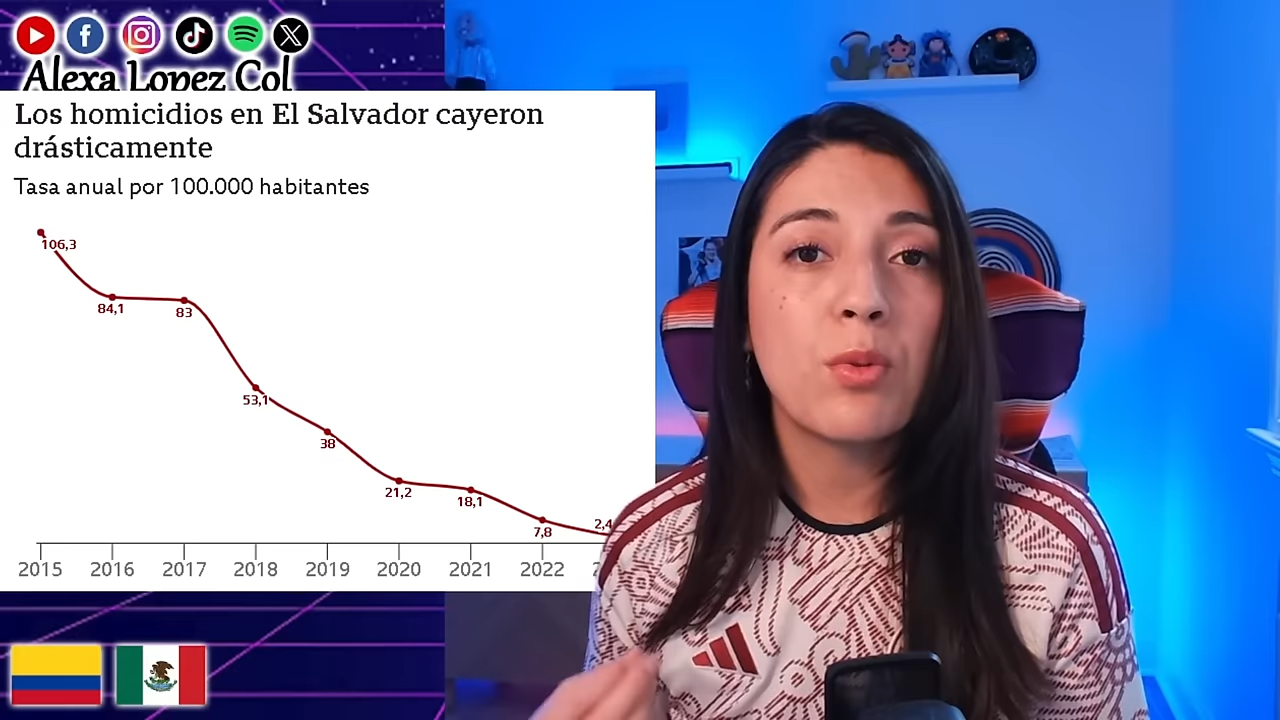 Alexa Lopez Col
Los homicidios en El Salvador cayeron
drásticamente
Tasa anual por 100.000 habitantes
106,3
84,1
83
53,1
38
21,2
18,1
7,8
2,4
2015 2016 2017 2018 2019 2020 2021 2022